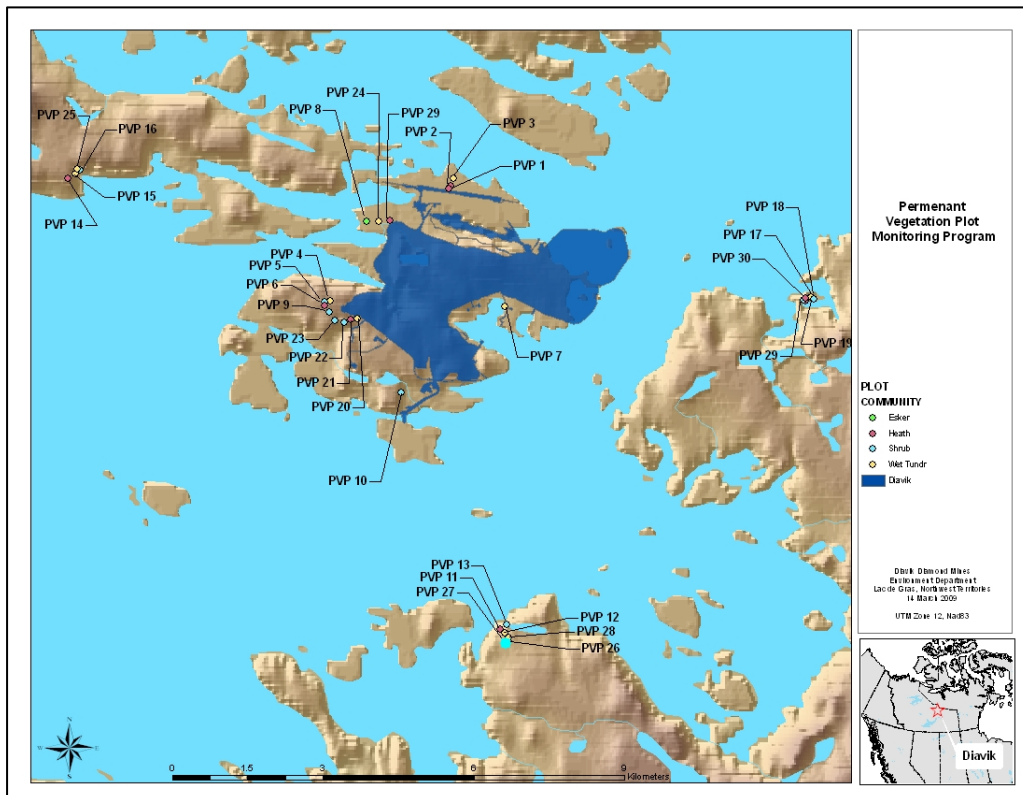 Permenant
Vegetation Plot
Monitoring Program
PVP 25
PVP 16
PVP 15
PVP 14
PVP 24
PVP 8
PVP 29
PVP 2
PVP 3
PVP 1
PVP 4
PVP 5
PVP 6
PVP 9
PVP 23
PVP 22
PVP 21
PVP 20
PVP 10
PVP 7
PVP 18
PVP 17
PVP 30
PVP 19
PVP 29
PVP 13
PVP 11
PVP 27
PVP 12
PVP 28
PVP 26
PLOT
COMMUNITY
Esker
Heath
Shrub
Wet Tundr
Diavik
Diavik Diamond Mines
Environment Department
Lac de Gras, Northwest Territories
14 March 2009
UTM Zone 12, Nad83
N
W
E
S
0 3 6 9
Kilometers
Diavik